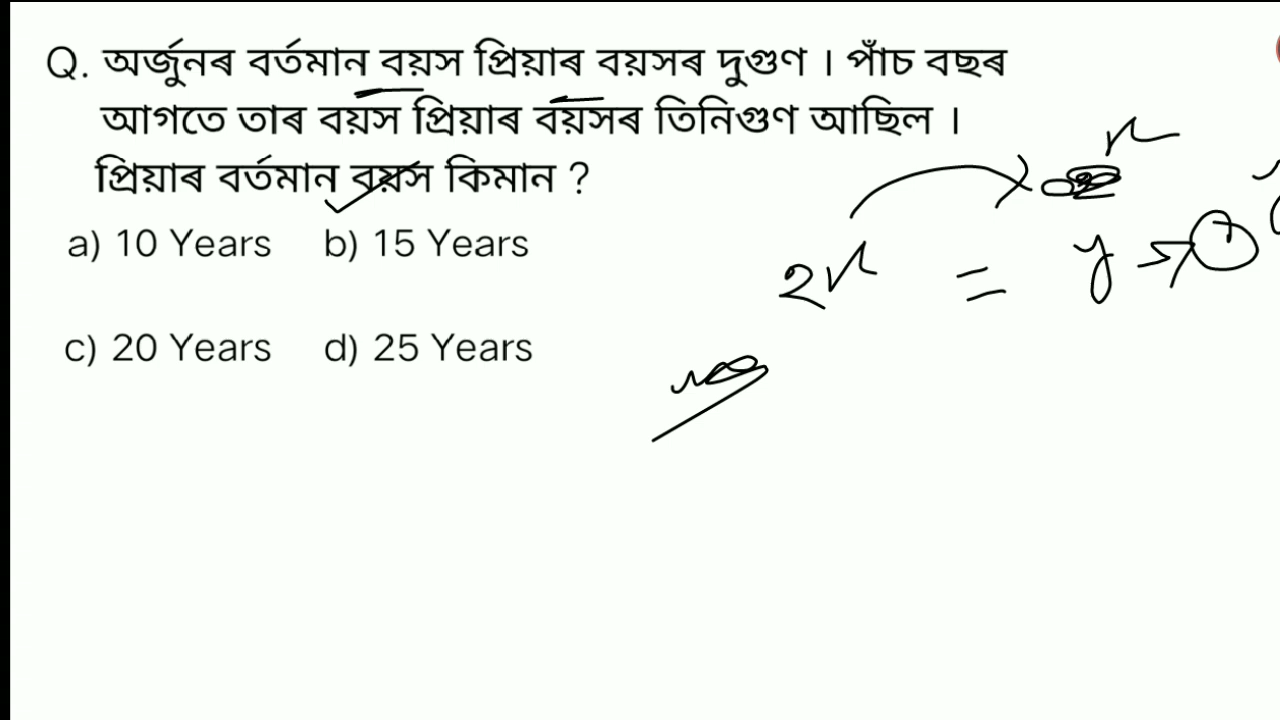 Q. অৰ্জুনৰ বৰ্তমান বয়স প্ৰিয়াৰ বয়সৰ দুগুণ । পাঁচ বছৰ
আগতে তাৰ বয়স প্ৰিয়াৰ বয়সৰ তিনিগুণ আছিল ।
প্ৰিয়াৰ বৰ্তমান বয়স কিমান ?
a) 10 Years b) 15 Years
c) 20 Years d) 25 Years
x
2x = y